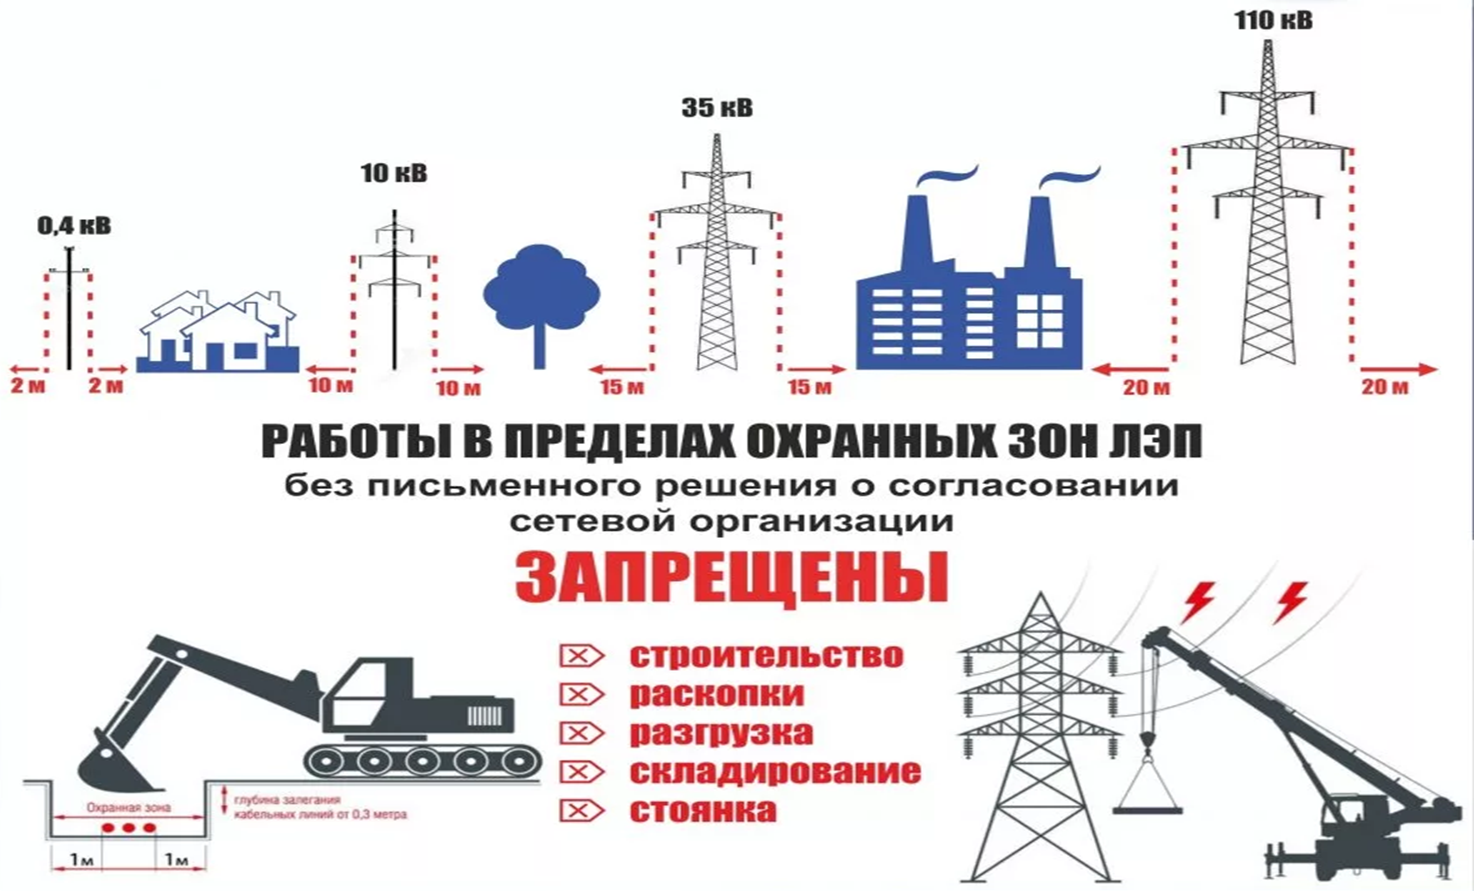 110 кВ
35 кВ
10 кВ
0,4 кВ
2 м
2 м
10 м
10 м
15 м
15 м
20 м
20 м
РАБОТЫ В ПРЕДЕЛАХ ОХРАННЫХ ЗОН ЛЭП
без письменного решения о согласовании
сетевой организации
ЗАПРЕЩЕНЫ
строительство
раскопки
разгрузка
складирование
стоянка
Охранная зона
глубина залегания
кабельных линий от 0,3 метра
1м
1м